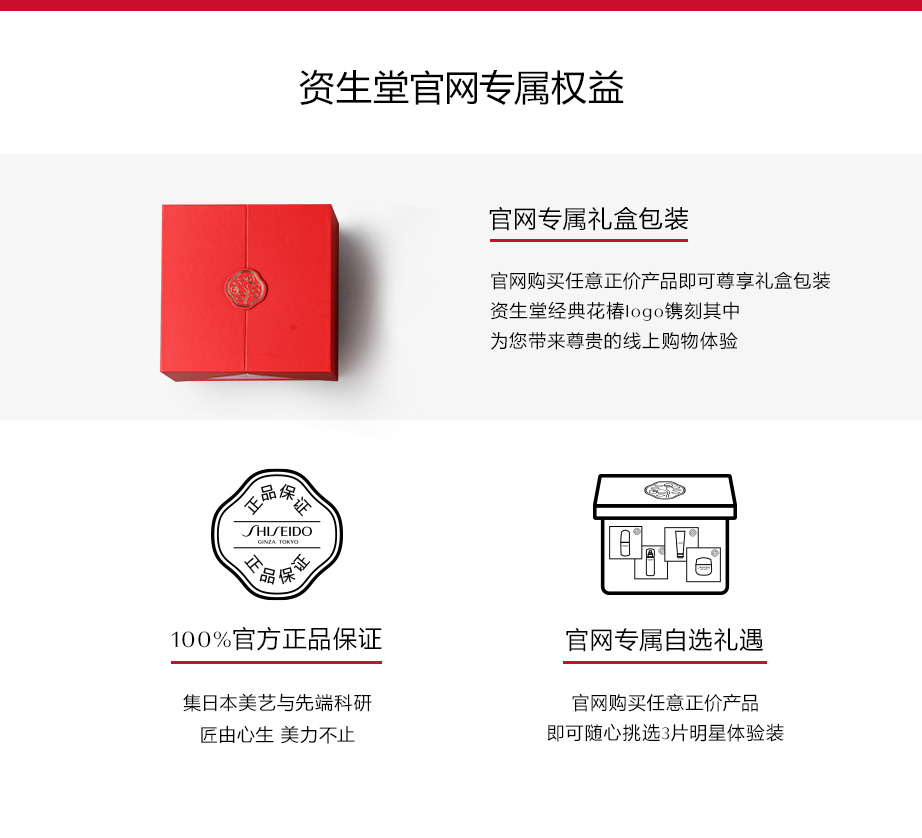 资生堂官网专属权益
官网专属礼盒包装
官网购买任意正价产品即可尊享礼盒包装
资生堂经典花椿logo镌刻其中
为您带来尊贵的线上购物体验
正品保证
SHISEIDO
GINZA TOKYO
正品保证
100%官方正品保证
集日本美艺与先端科研
匠由心生 美力不止
官网专属自选礼遇
官网购买任意正价产品
即可随心挑选3片明星体验装